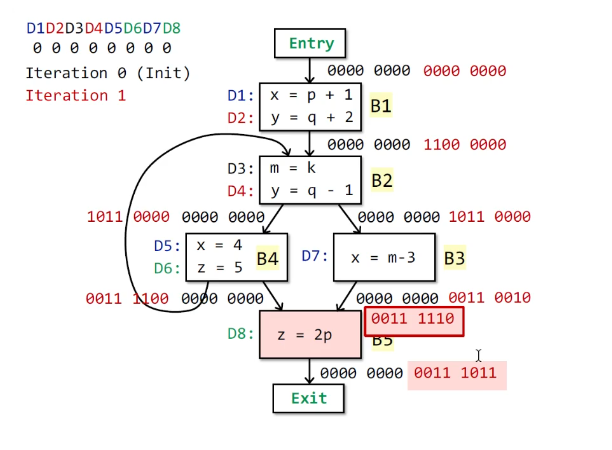 D1D2D3D4D5D6D7D8
0 0 0 0 0 0 0 0
Iteration 0 (Init)
Iteration 1
Entry
0000 0000 0000 0000
D1: x = p + 1
D2: y = q + 2
B1
0000 0000 1100 0000
D3: m = k
D4: y = q - 1
B2
1011 0000 0000 0000
0000 0000 1011 0000
D5: x = 4
D6: z = 5
B4
D7: x = m-3
B3
0011 1100 0000 0000
0000 0000 0011 0010
0011 1110
D8: z = 2p
B5
0000 0000 0011 1011
Exit